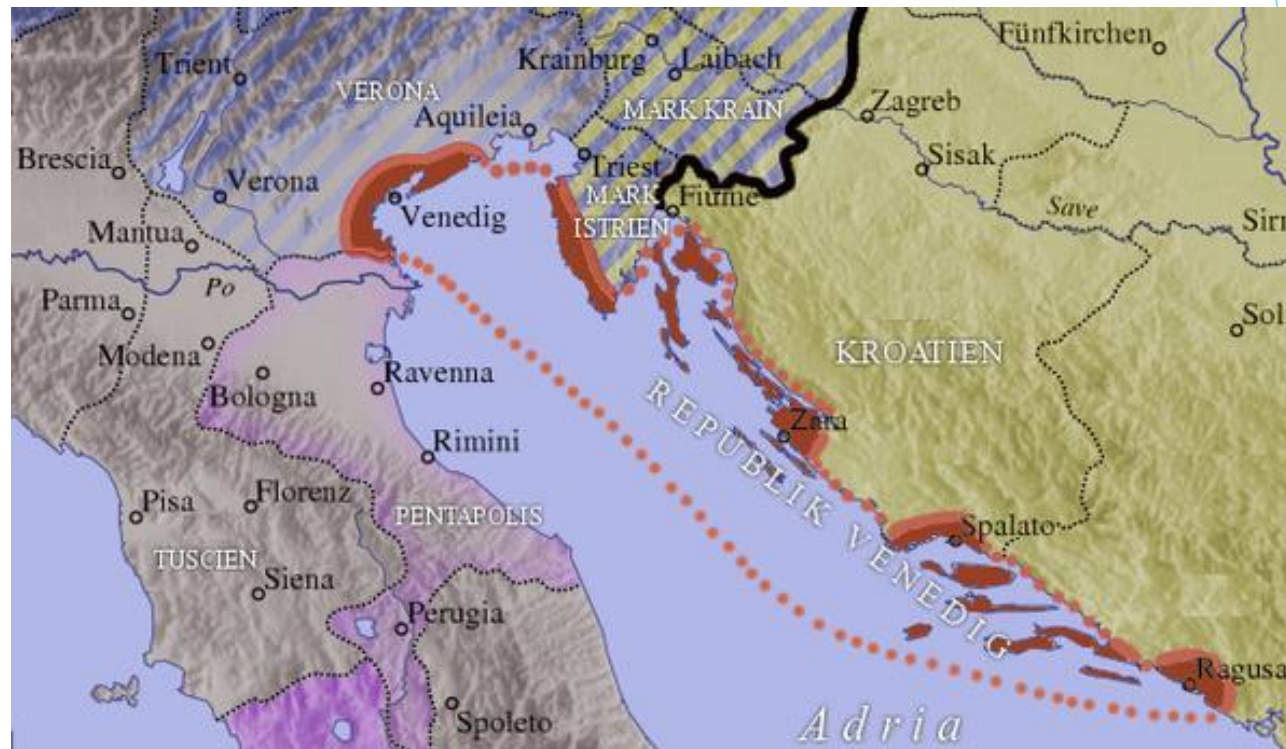 Fünfkirchen
Krainburg
Laibach
Trient
VERONA
MARK KRAIN
Zagreb
Aquileia
Brescia
Triest
Sisak
Verona
MARK
ISTRIEN
Fiume
Venedig
Save
Mantua
Po
Parma
Modena
KROATIEN
Ravenna
Bologna
Zara
REPUBLIK VENEDIG
Rimini
Florenz
Pisa
PENTAPOLIS
Spalato
TUSCIEN
Siena
Perugia
Ragusa
Spoleto
Adria